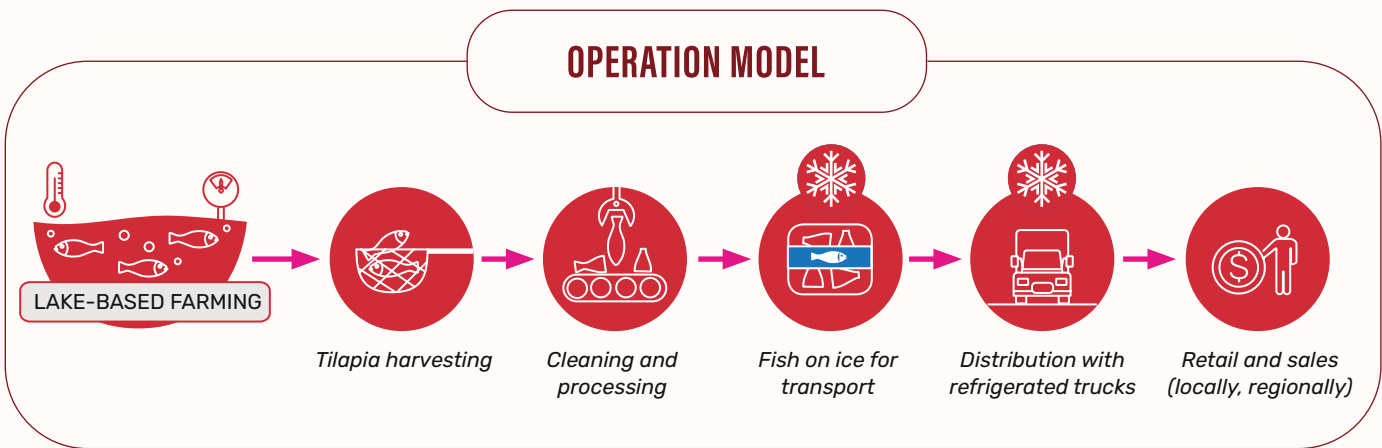 OPERATION MODEL
LAKE-BASED FARMING
Tilapia harvesting
Cleaning and
processing
Fish on ice for
transport
Distribution with
refrigerated trucks
Retail and sales
(locally, regionally)
$